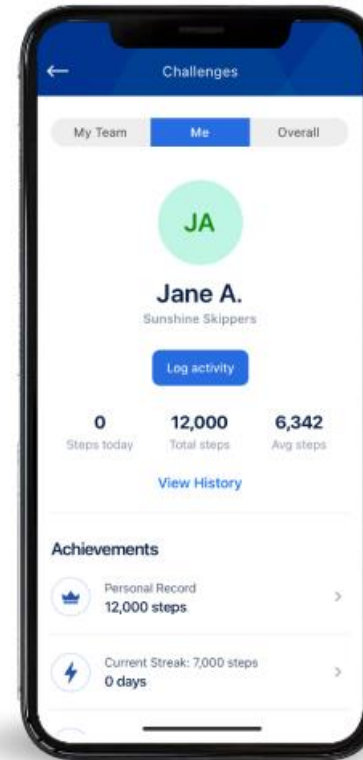 Challenges
My Team Me Overall
JA
Jane A.
Sunshine Skippers
Log activity
0 12,000 6,342
Steps today Total steps Avg steps
View History
Achievements
Personal Record
12,000 steps
Current Streak: 7,000 steps
0 days